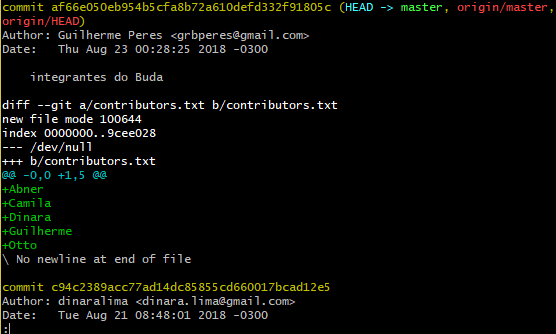 commit af66e050eb954b5cfa8b72a610defd332f91805c (HEAD -> master, origin/master,
origin/HEAD)
Author: Guilherme Peres <grbperes@gmail.com>
Date:   Thu Aug 23 00:28:25 2018 -0300

    integrantes do Buda

diff --git a/contributors.txt b/contributors.txt
new file mode 100644
index 0000000..9cee028
--- /dev/null
+++ b/contributors.txt
@@ -0,0 +1,5 @@
+Abner
+Camila
+Dinara
+Guilherme
+Otto
\ No newline at end of file

commit c94c2389acc77ad14dc85855cd660017bcad12e5
Author: dinaralima <dinara.lima@gmail.com>
Date:   Tue Aug 21 08:48:01 2018 -0300
: